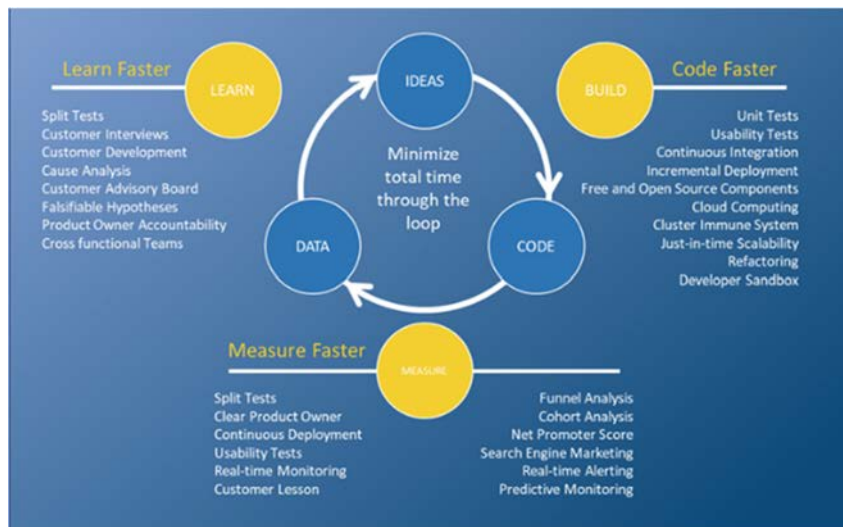 Learn Faster
LEARN
Split Tests
Customer Interviews
Customer Development
Cause Analysis
Customer Advisory Board
Falsifiable Hypotheses
Product Owner Accountability
Cross functional Teams
IDEAS
Minimize
total time
through the
loop
DATA
CODE
BUILD
Code Faster
Unit Tests
Usability Tests
Continuous Integration
Incremental Deployment
Free and Open Source Components
Cloud Computing
Cluster Immune System
Just-in-time Scalability
Refactoring
Developer Sandbox
Measure Faster
MEASURE
Split Tests
Clear Product Owner
Continuous Deployment
Usability Tests
Real-time Monitoring
Customer Lesson
Funnel Analysis
Cohort Analysis
Net Promoter Score
Search Engine Marketing
Real-time Alerting
Predictive Monitoring